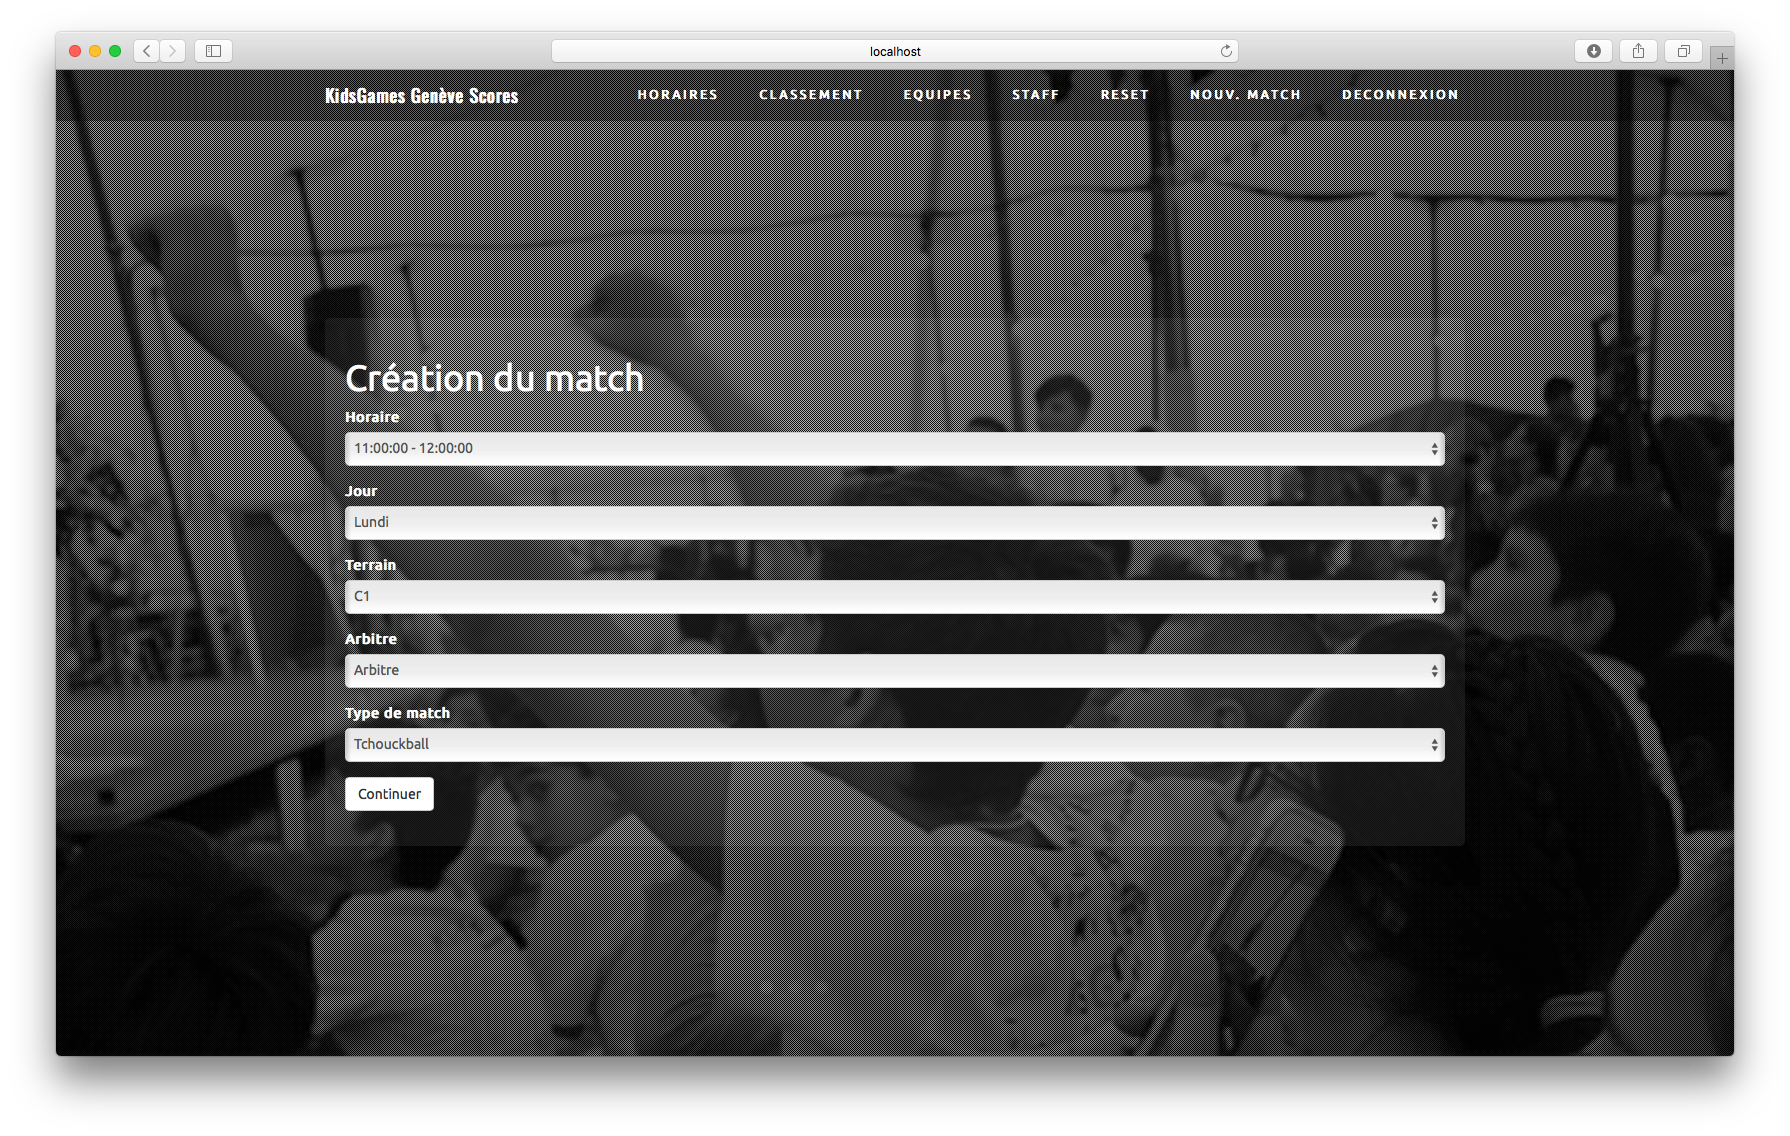 localhost
KidsGames Genève Scores
HORAIRES CLASSEMENT EQUIPES STAFF RESET NOUV. MATCH DECONNEXION
Création du match
Horaire
11:00:00 - 12:00:00
Jour
Lundi
Terrain
C1
Arbitre
Arbitre
Type de match
Tchouckball
Continuer